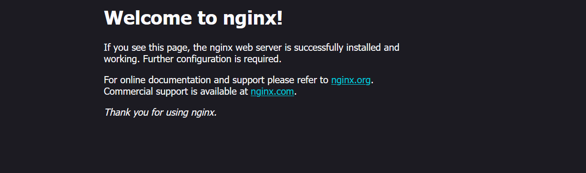 Welcome to nginx!
If you see this page, the nginx web server is successfully installed and
working. Further configuration is required.
For online documentation and support please refer to nginx.org.
Commercial support is available at nginx.com.
Thank you for using nginx.